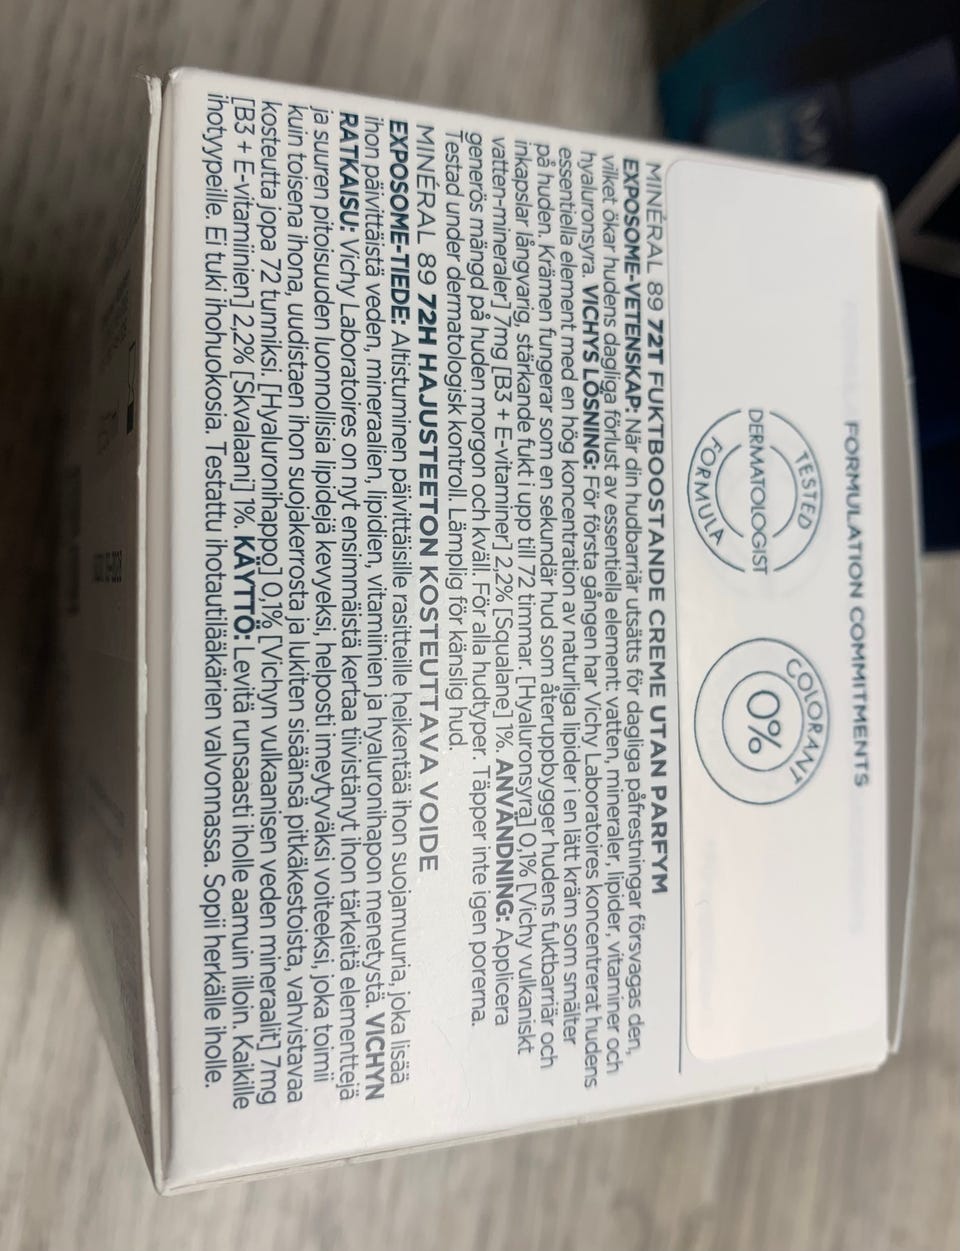 FORMULATION COMMITMENTS
TESTED
DERMATOLOGIST
FORMULA
COLORANT
0%
MINÉRAL 89 72T FUKTBOOSTANDE CREME UTAN PARFYM
EXPOSOME-VETENSKAP: När din hudbarriär utsätts för dagliga påfrestningar försvagas den,
vilket ökar hudens dagliga förlust av essentiella element: vatten, mineraler, lipider, vitaminer och
hyaluronsyra. VICHYS LÖSNING: För första gången har Vichy Laboratoires koncentrerat hudens
essentiella element med en hög koncentration av naturliga lipider i en lätt kräm som smälter
på huden. Krämen fungerar som en sekundär hud som återuppbygger hudens fuktbarriär och
inkapslar långvarig, stärkande fukt i upp till 72 timmar. [Hyaluronsyra] 0,1% [Vichy vulkaniskt
vatten-mineraler] 7mg [B3 + E-vitaminer] 2,2% [Squalane] 1%. ANVÄNDNING: Applicera
generös mängd på huden morgon och kväll. För alla hudtyper. Täpper inte igen porerna.
Testad under dermatologisk kontroll. Lämplig för känslig hud.
MINÉRAL 89 72H HAJUSTEETON KOSTEUTTAVA VOIDE
EXPOSOME-TIEDE: Altistuminen päivittäisille rasitteille heikentää ihon suojamuuria, joka lisää
ihon päivittäistä veden, mineraalien, lipidien, vitamiinien ja hyaluronihapon menetystä. VICHYN
RATKAISU: Vichy Laboratoires on nyt ensimmäistä kertaa tiivistänyt ihon tärkeitä elementtejä
ja suuren pitoisuuden luonnollisia lipidejä kevyeksi, helposti imeytyväksi voiteeksi, joka toimii
kuin toisena ihona, uudistaen ihon suojakerrosta ja lukiten sisäänsä pitkäkestoista, vahvistavaa
kosteutta jopa 72 tunniksi. [Hyaluronihappo] 0,1% [Vichyn vulkaanisen veden mineraalit] 7mg
[B3 + E-vitamiinien] 2,2% [Skvalaani] 1%. KÄYTTÖ: Levitä runsaasti iholle aamuin illoin. Kaikille
ihotyypeille. Ei tuki ihohuokosia. Testattu ihotautilääkärien valvonnassa. Sopii herkälle iholle.